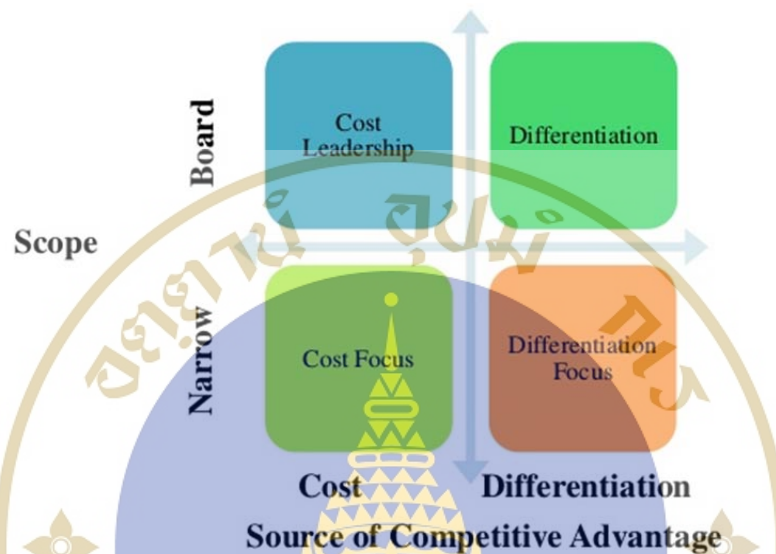 Board
Cost
Leadership
Differentiation
Scope
Narrow
Cost Focus
Differentiation
Focus
Cost
Differentiation
Source of Competitive Advantage